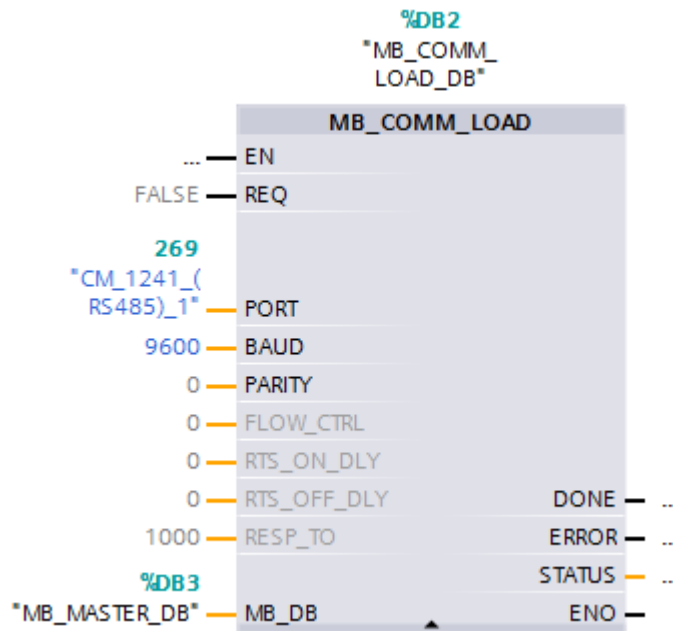 %DB2
"MB_COMM_
LOAD_DB"
MB_COMM_LOAD
... EN
FALSE REQ
269
"CM_1241_(
RS485)_1" PORT
9600 BAUD
0 PARITY
0 FLOW_CTRL
0 RTS_ON_DLY
0 RTS_OFF_DLY DONE ..
1000 RESP_TO ERROR ..
STATUS ..
%DB3
"MB_MASTER_DB" MB_DB ENO